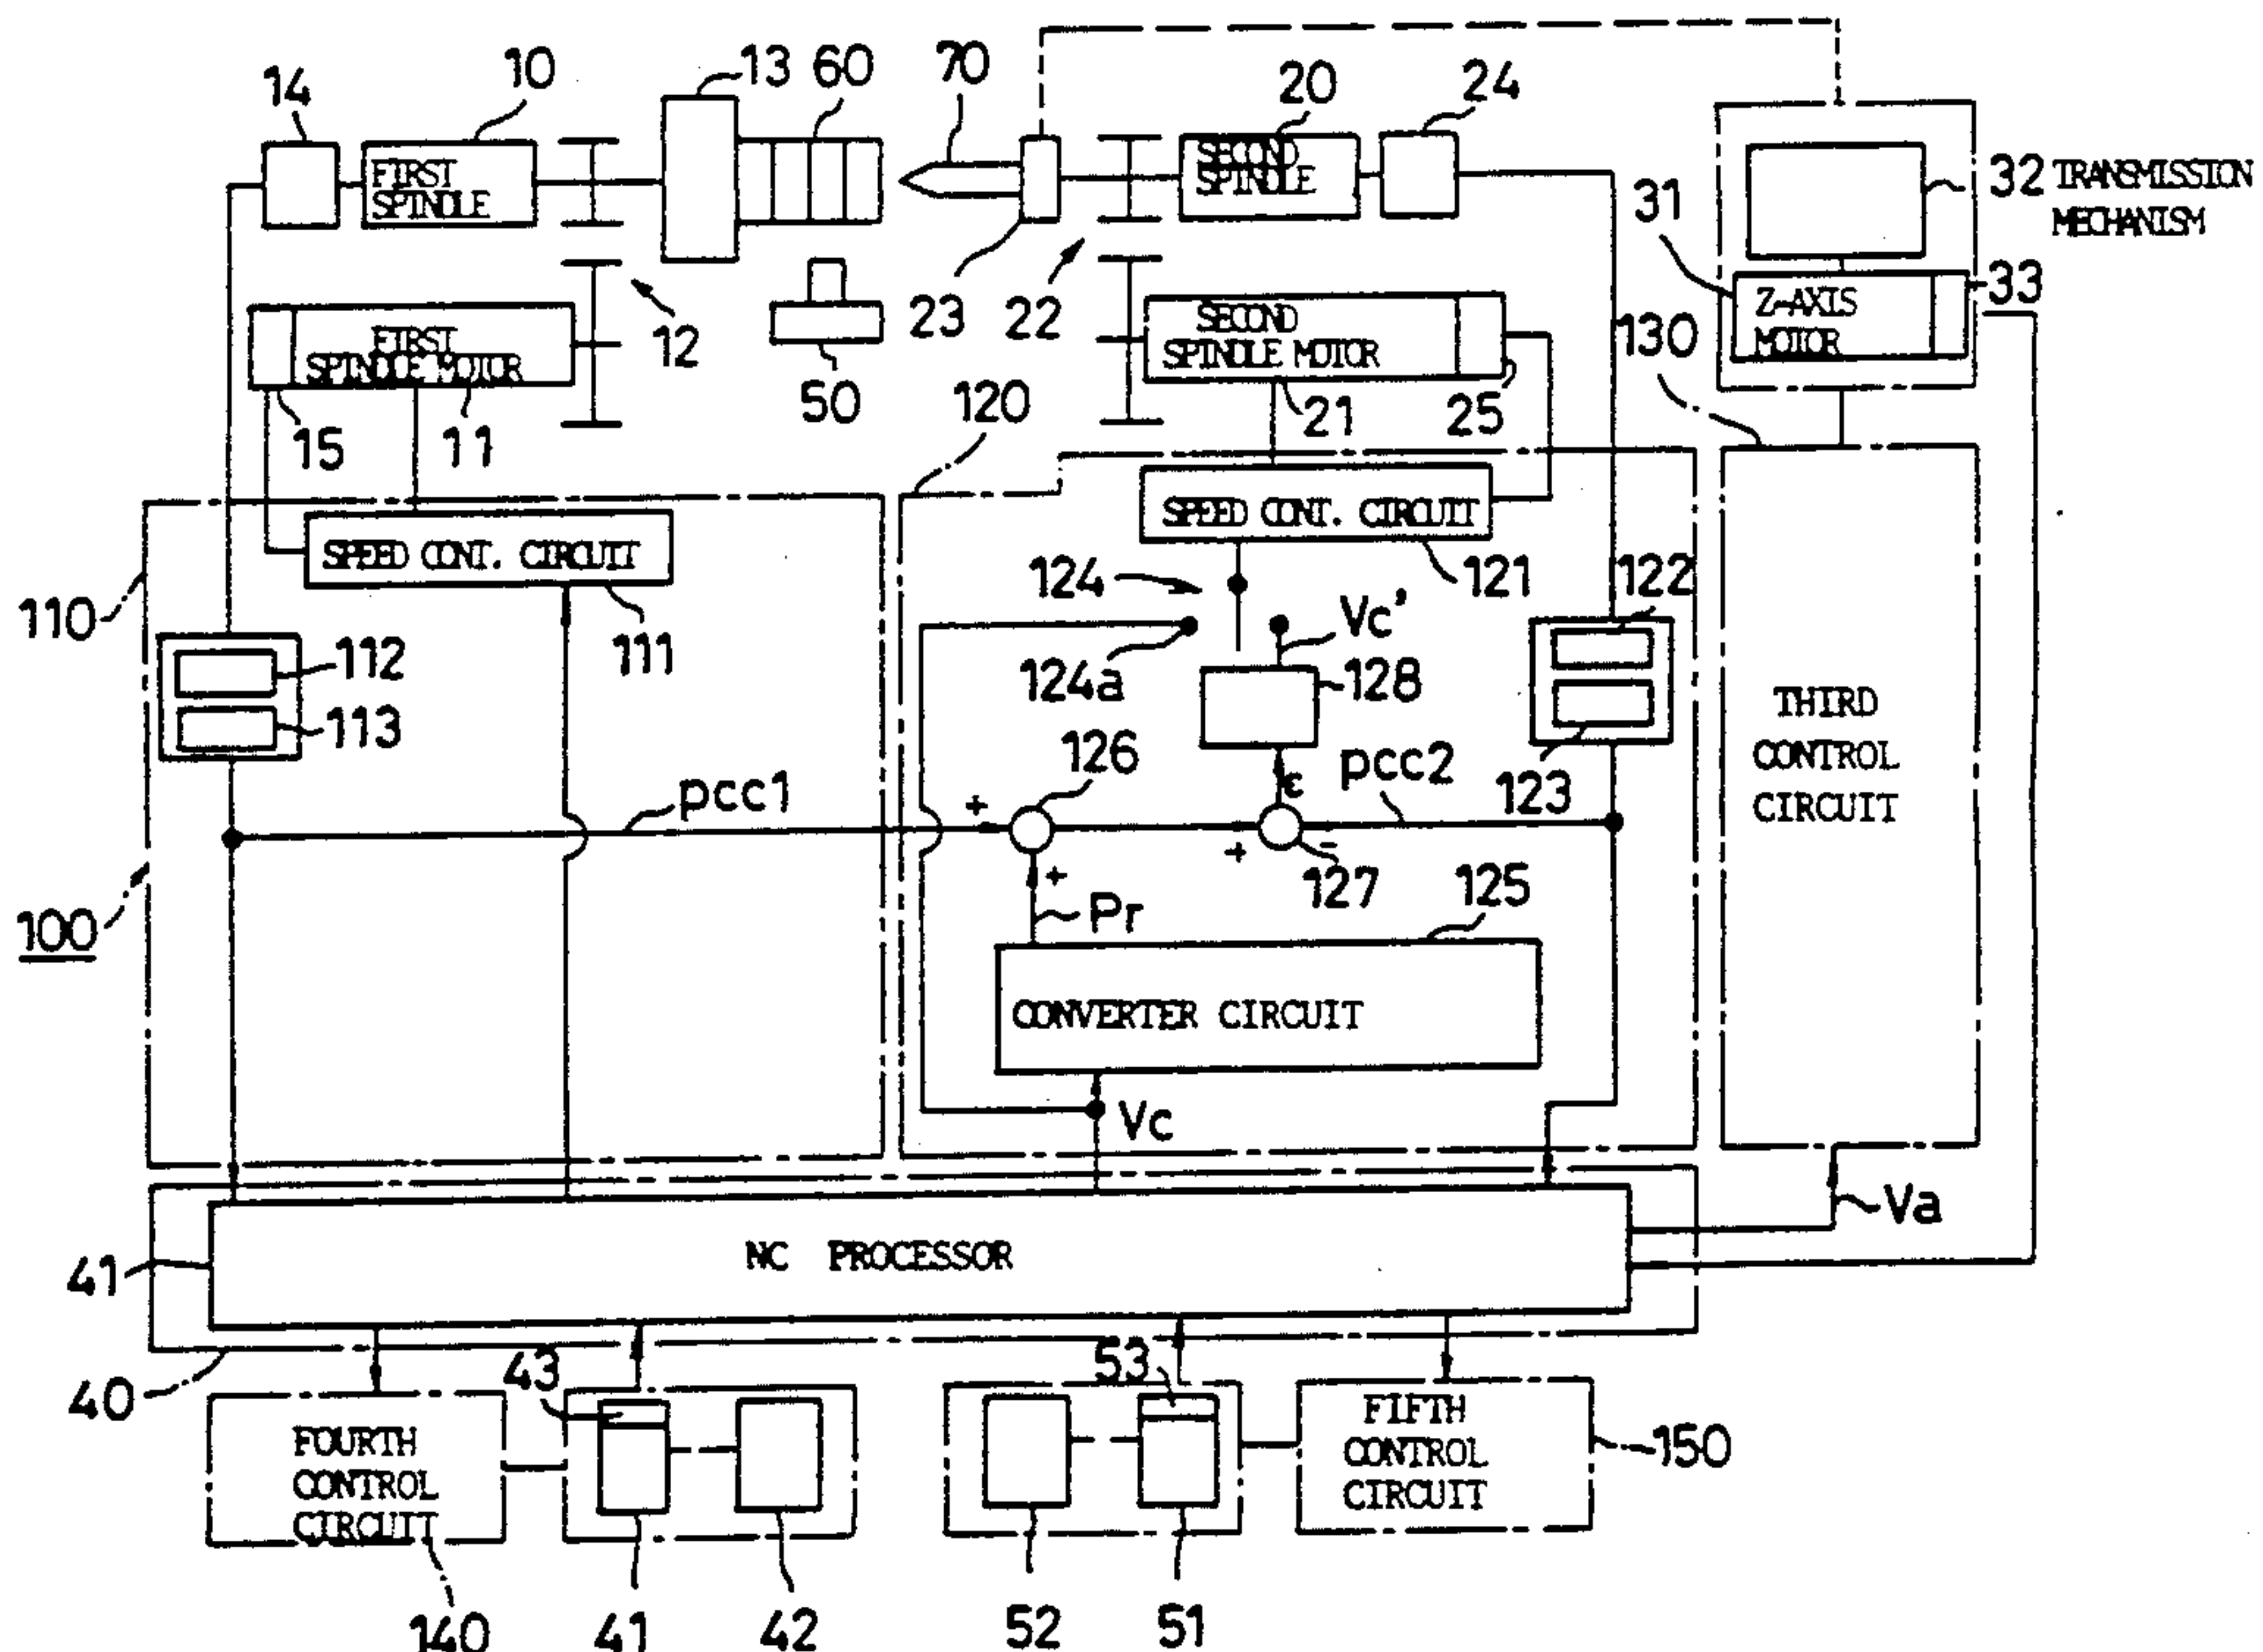 14
10
13
60
70
20
24
FIRST
SPINDLE
SECOND
SPINDLE
32 TRANSMISSION
MECHANISM
31
33
Z-AXIS
MOTOR
FIRST
SPINDLE MOTOR
12
50
23
22
SECOND
SPINDLE MOTOR
130
15
11
120
21
25
SPEED CONT. CIRCUIT
SPEED CONT. CIRCUIT
110
111
124
121
122
112
113
124a
Vc'
128
123
THIRD
CONTROL
CIRCUIT
pcc1
+
126
ε
pcc2
+
-
127
+
Pr
125
100
CONVERTER CIRCUIT
Vc
Va
41
NC PROCESSOR
40
43
53
FOURTH
CONTROL
CIRCUIT
FIFTH
CONTROL
CIRCUIT
150
140
41
42
52
51